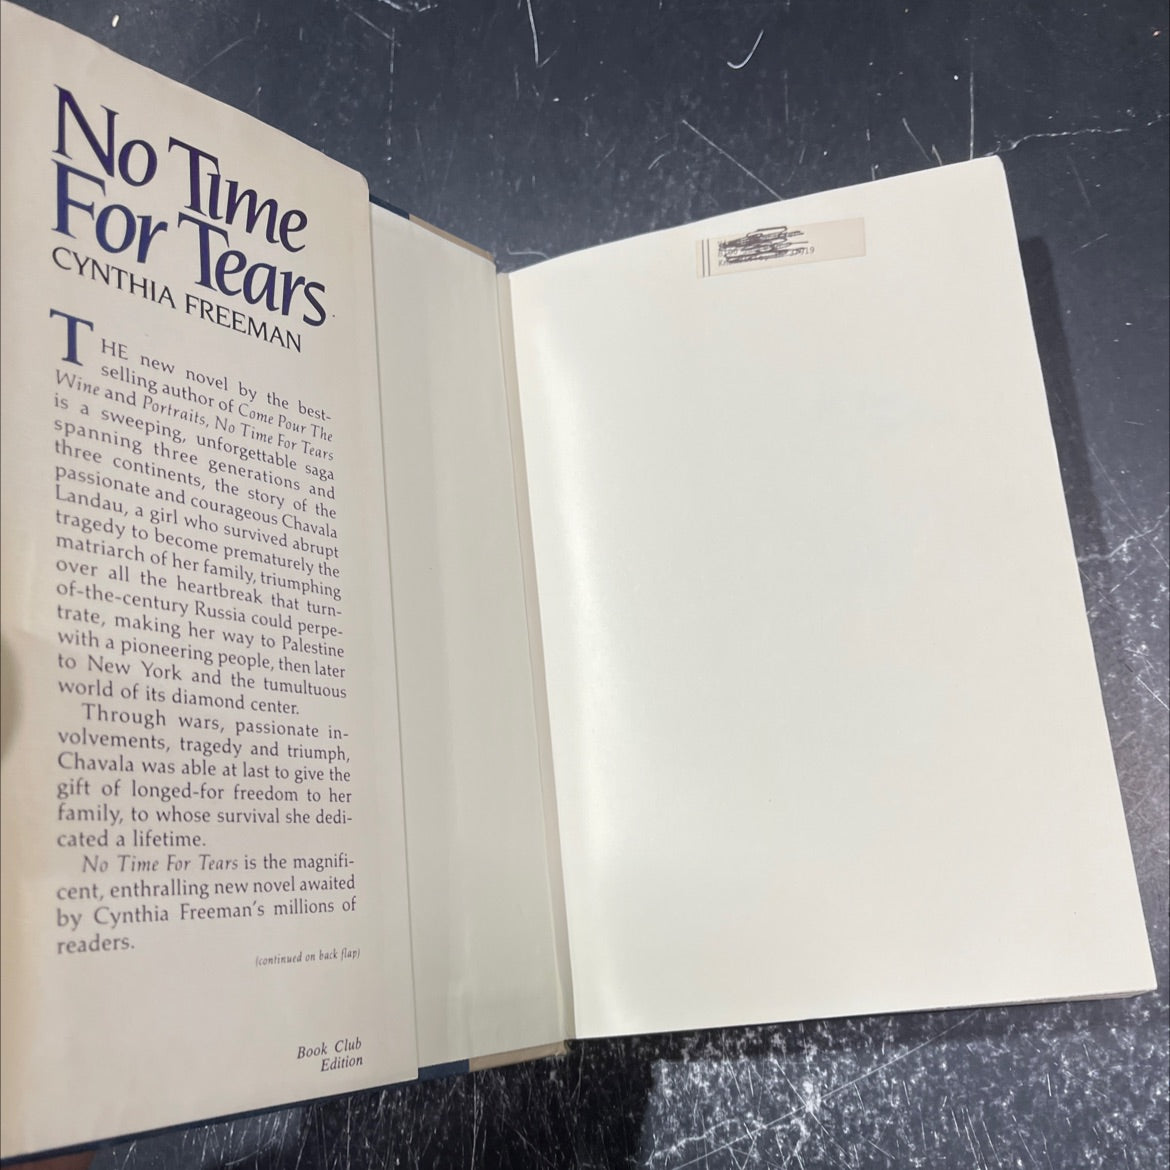 No Time
For Tears
CYNTHIA FREEMAN
THE new novel by the best-
selling author of Come Pour The
Wine and Portraits, No Time For Tears
is a sweeping, unforgettable saga
spanning three generations and
three continents, the story of the
passionate and courageous Chavala
Landau, a girl who survived abrupt
tragedy to become prematurely the
matriarch of her family, triumphing
over all the heartbreak that turn-
of-the-century Russia could perpe-
trate, making her way to Palestine
with a pioneering people, then later
to New York and the tumultuous
world of its diamond center.
Through wars, passionate in-
volvements, tragedy and triumph,
Chavala was able at last to give the
gift of longed-for freedom to her
family, to whose survival she dedi-
cated a lifetime.
No Time For Tears is the magnifi-
cent, enthralling new novel awaited
by Cynthia Freeman's millions of
readers.
(continued on back flap)
Book Club
Edition